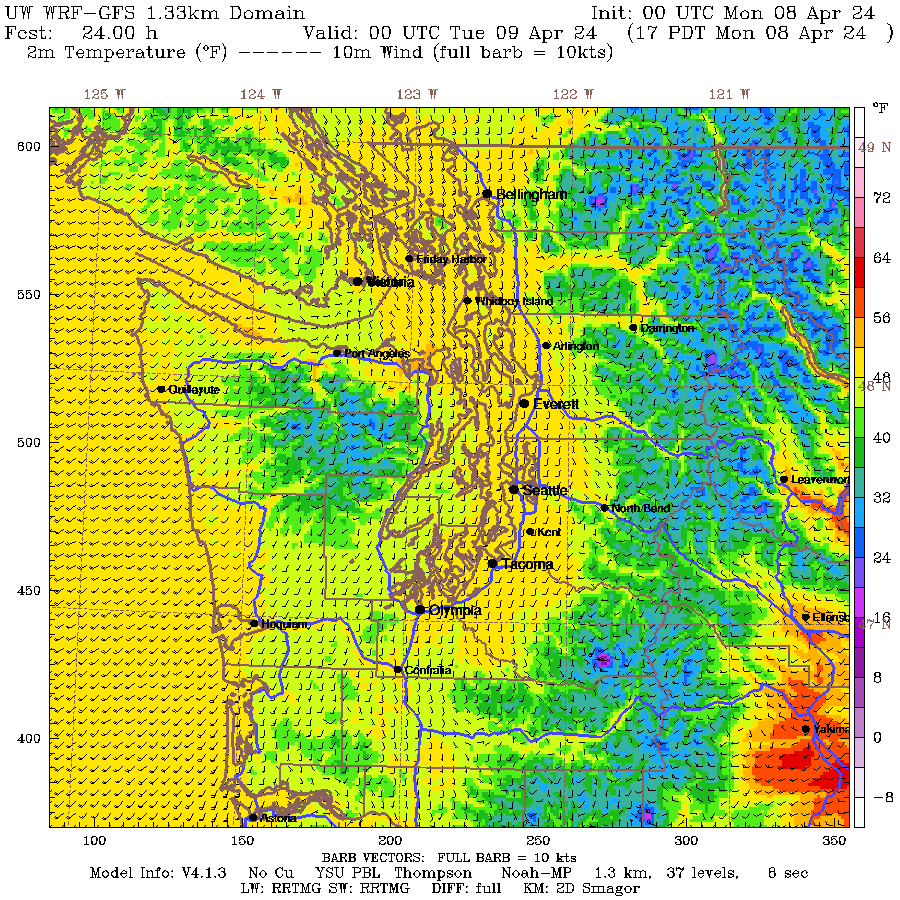 UW WRF-GFS 1.33km Domain Init: 00 UTC Mon 08 Apr 24
Fcst: 24.00 h Valid: 00 UTC Tue 09 Apr 24 (17 PDT Mon 08 Apr 24 )
2m Temperature (°F) ------ 10m Wind (full barb = 10kts)
125 W 124 W 123 W 122 W 121 W
°F
600 49 N
Bellingham
72
Friday Harbor
64
Victoria
550 Whidbey Island
56
Darrington
Arlington
Port Angeles
48
48 N
Quillayute
Everett
500 40
Leavenwor
Seattle
32
North Bend
Kent
24
Tacoma
450
Olympia 16
Ellensb
Hoquiam 47 N
Centralia
8
Yakima
400 0
-8
Astoria
100 150 200 250 300 350
BARB VECTORS: FULL BARB = 10 kts
Model Info: V4.1.3 No Cu YSU PBL Thompson Noah-MP 1.3 km, 37 levels, 8 sec
LW: RRTMG SW: RRTMG DIFF: full KM: 2D Smagor